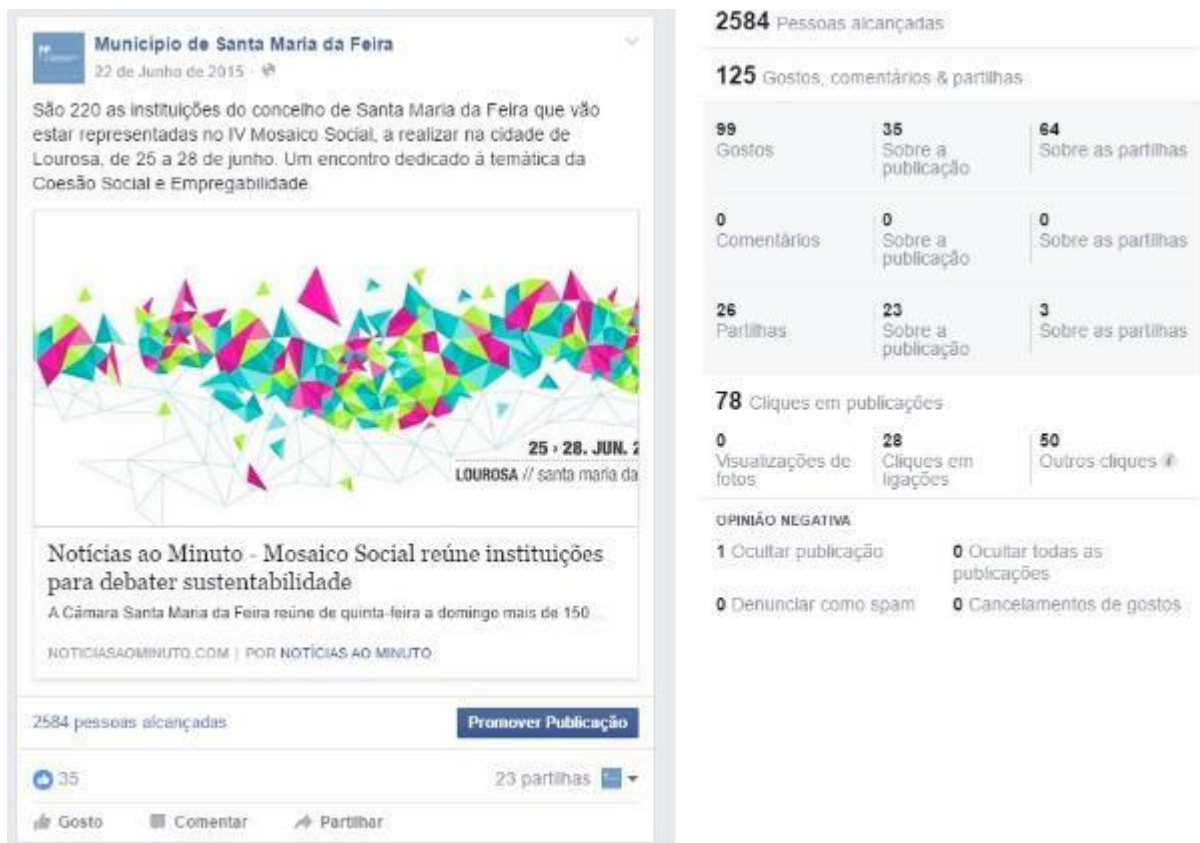 Município de Santa Maria da Feira
22 de Junho de 2015 ·
São 220 as instituições do concelho de Santa Maria da Feira que vão
estar representadas no IV Mosaico Social, a realizar na cidade de
Lourosa, de 25 a 28 de junho. Um encontro dedicado á temática da
Coesão Social e Empregabilidade.
25 › 28. JUN. 2
LOUROSA // santa maria da
Notícias ao Minuto - Mosaico Social reúne instituições
para debater sustentabilidade
A Câmara Santa Maria da Feira reúne de quinta-feira a domingo mais de 150...
NOTICIASAOMINUTO.COM | POR NOTÍCIAS AO MINUTO
2584 pessoas alcançadas
Promover Publicação
35
23 partilhas
Gosto Comentar Partilhar
2584 Pessoas alcançadas
125 Gostos, comentários & partilhas
99 35 64
Gostos Sobre a Sobre as partilhas
publicação
0 0 0
Comentários Sobre a Sobre as partilhas
publicação
26 23 3
Partilhas Sobre a Sobre as partilhas
publicação
78 Cliques em publicações
0 28 50
Visualizações de Cliques em Outros cliques
fotos ligações
OPINIÃO NEGATIVA
1 Ocultar publicação 0 Ocultar todas as
publicações
0 Denunciar como spam 0 Cancelamentos de gostos